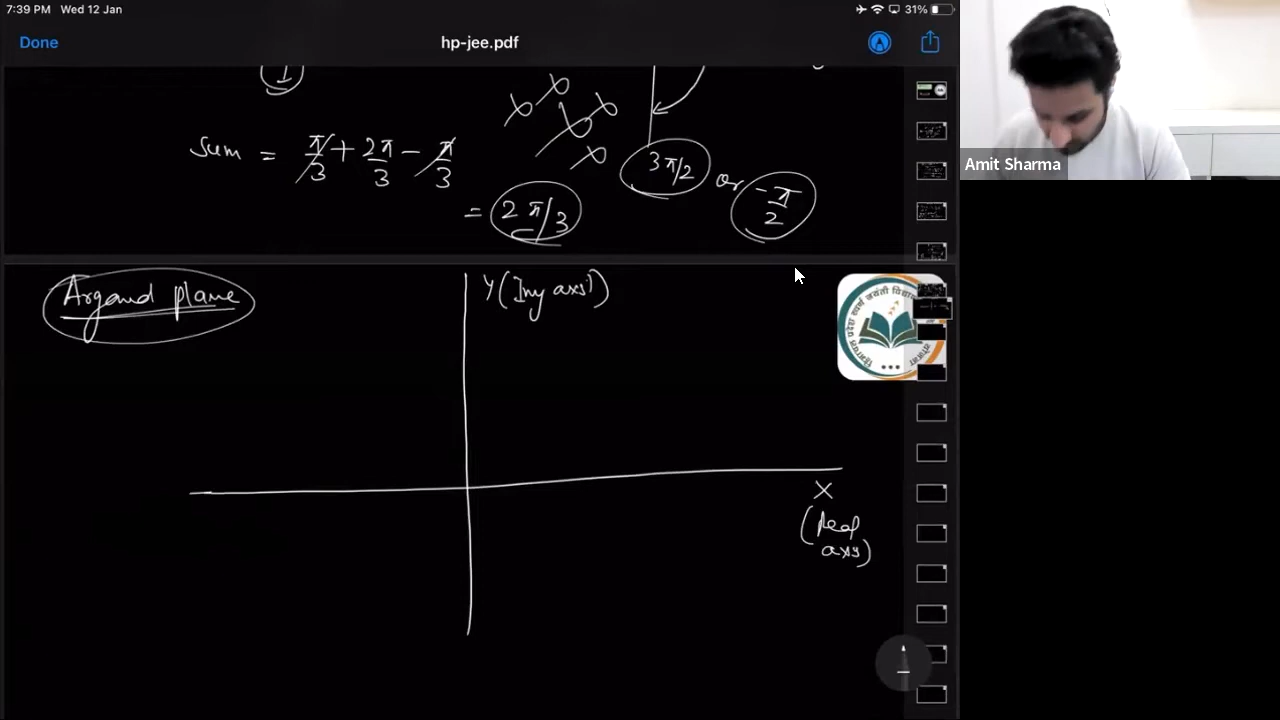 7:39 PM Wed 12 Jan
31%
Done
hp-jee.pdf
1
Sum = π/3 + 2π/3 - π/3
3π/2 or -π/2
= 2π/3
Argand plane
Y (Img axis)
X
(Real
axis)
Amit Sharma